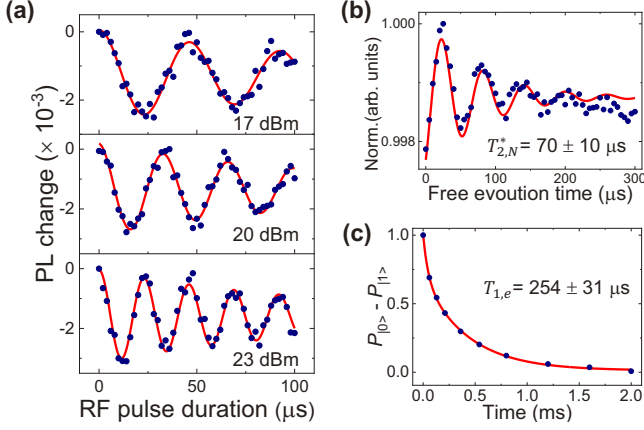 (a)
PL change (× 10⁻³)
0
-2
17 dBm
0
-2
20 dBm
0
-2
23 dBm
0 50 100
RF pulse duration (μs)
(b)
Norm.(arb. units)
1.000
0.998
T*2,N = 70 ± 10 μs
0 100 200 300
Free evoution time (μs)
(c)
P|0> - P|1>
1.0
0.5
0.0
T1,e = 254 ± 31 μs
0.0 0.5 1.0 1.5 2.0
Time (ms)